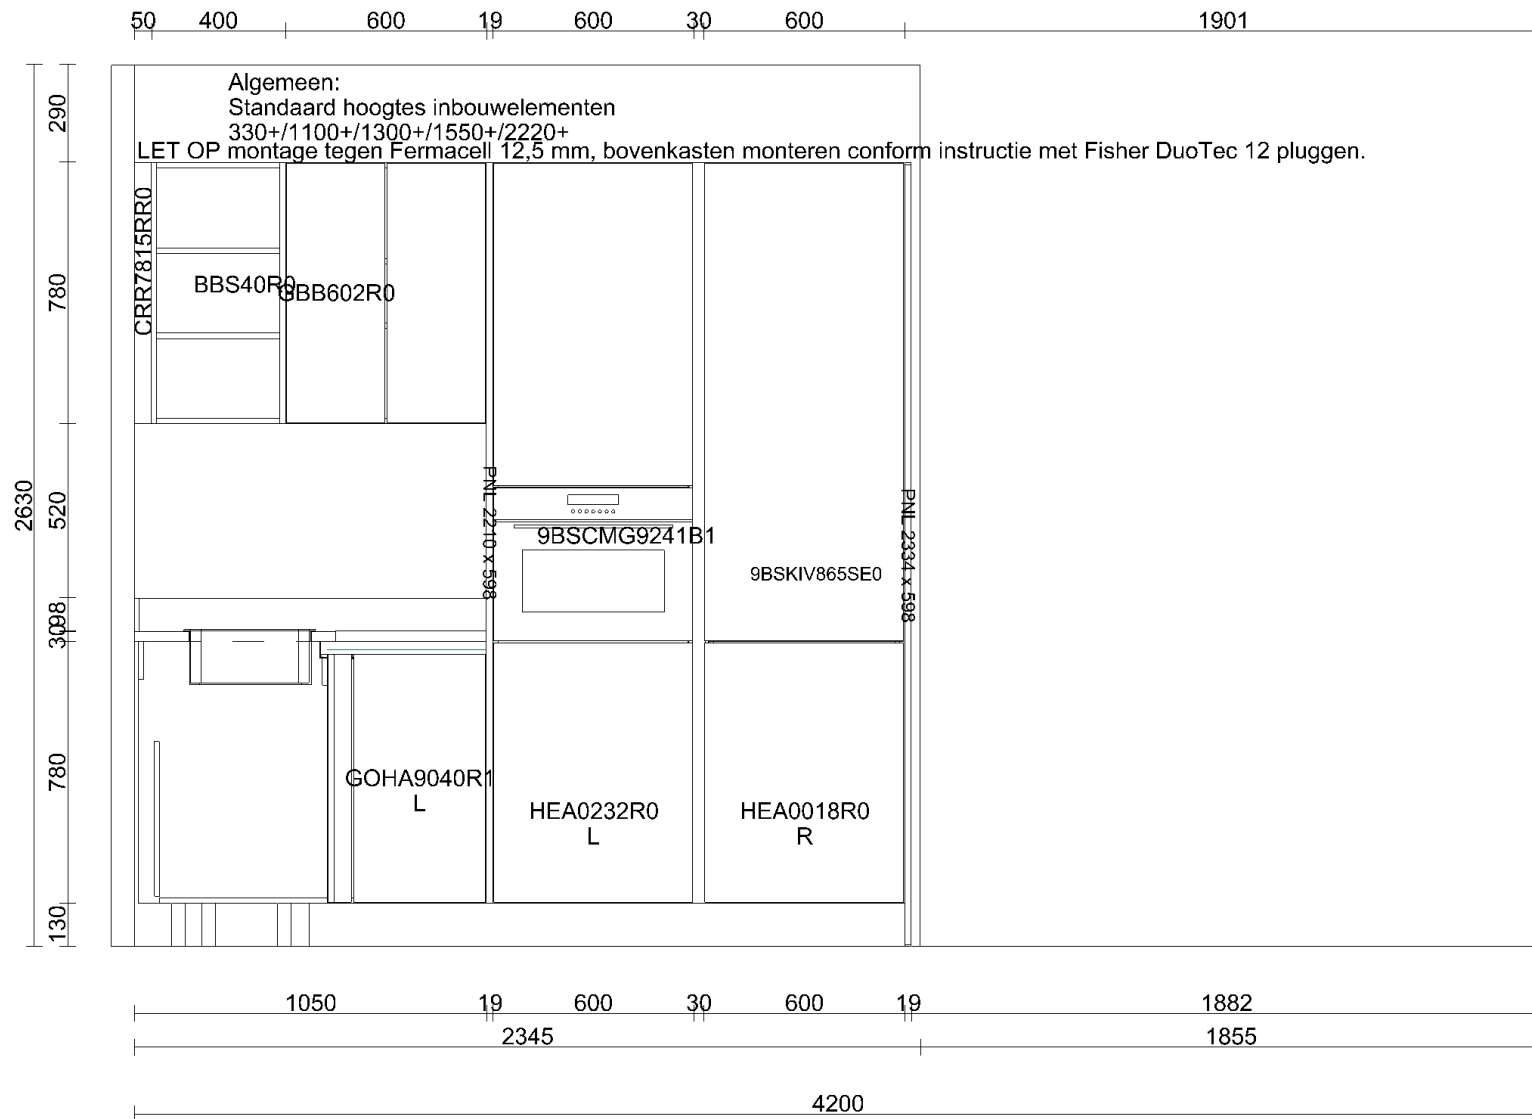 50 400 600 19 600 30 600 1901
Algemeen:
Standaard hoogtes inbouwelementen
330+/1100+/1300+/1550+/2220+
LET OP montage tegen Fermacell 12,5 mm, bovenkasten monteren conform instructie met Fisher DuoTec 12 pluggen.
290
CRR7815RR0
BBS40R0
GBB602R0
780
2630
520
PNL 2210 x 598
9BSCMG9241B1
9BSKIV865SE0
PNL 2334 x 598
98
30
780
GOHA9040R1
L
HEA0232R0
L
HEA0018R0
R
130
1050 19 600 30 600 19 1882
2345 1855
4200